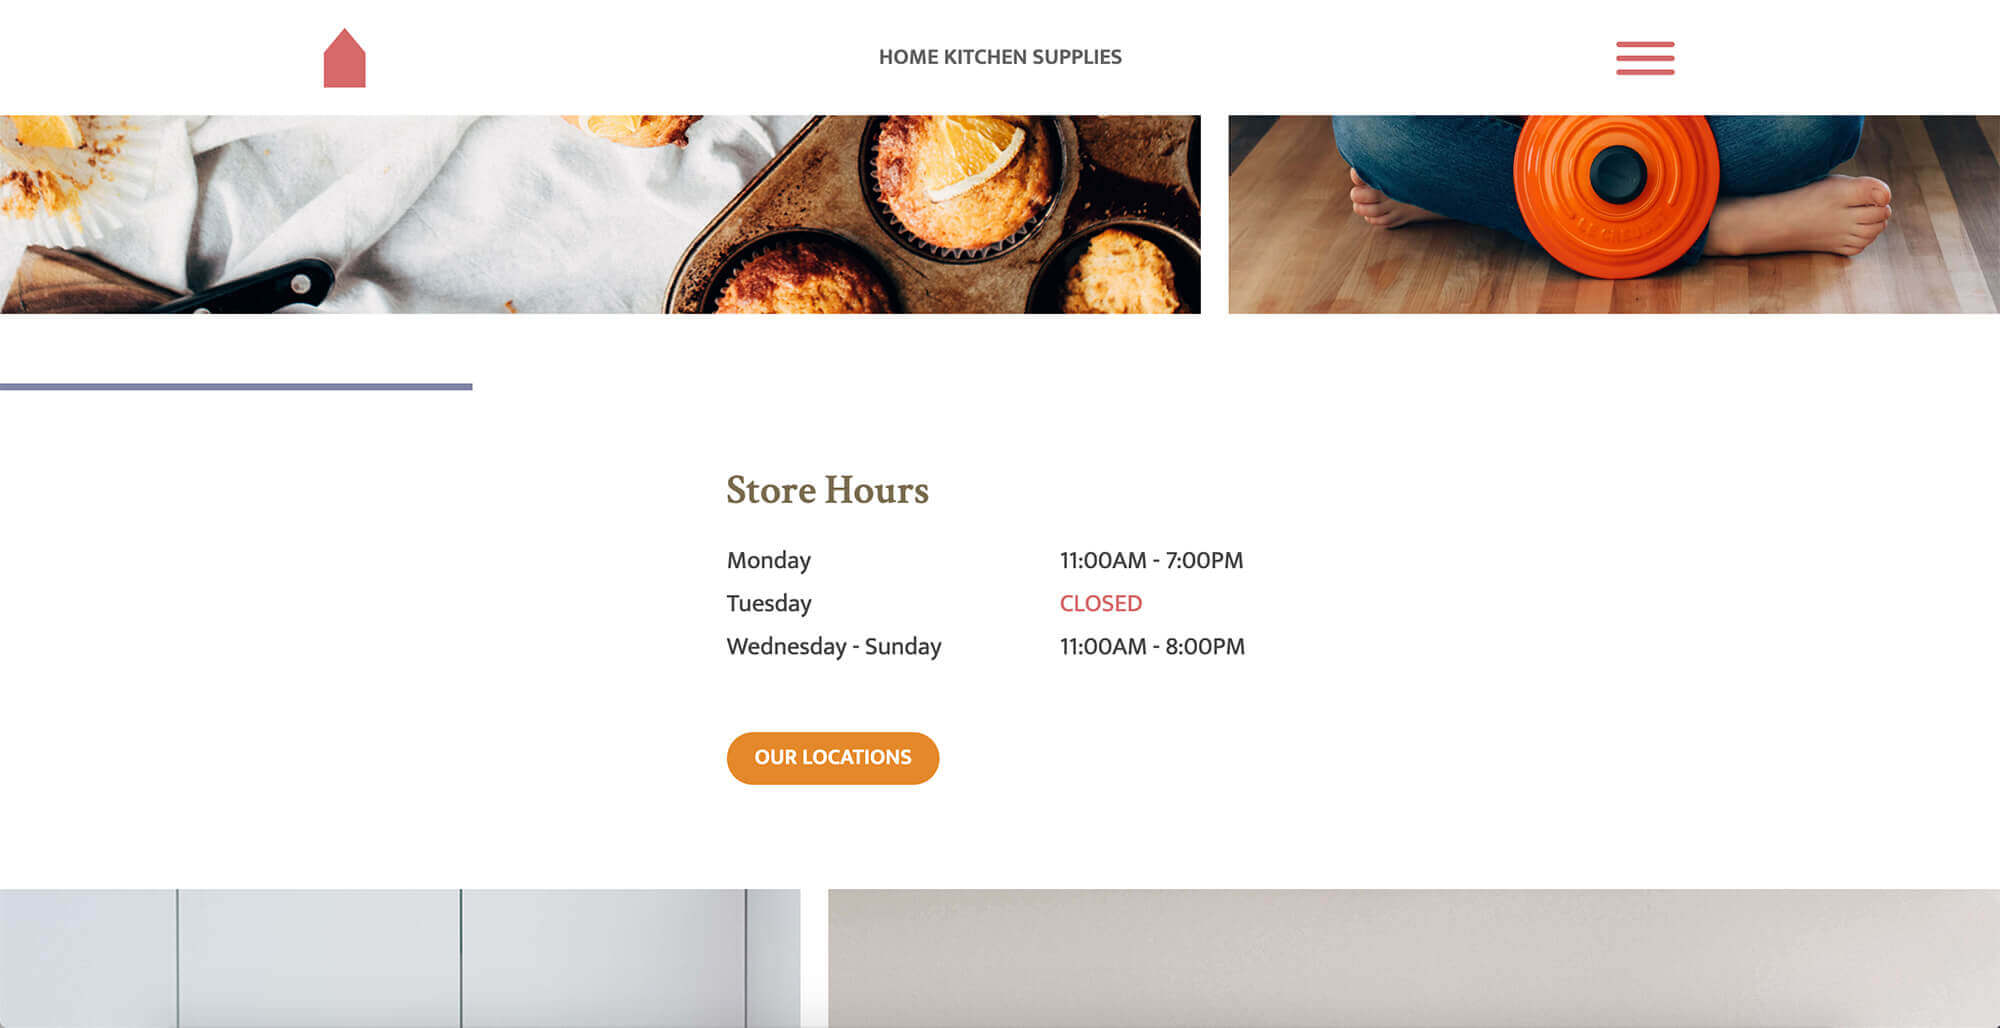 HOME KITCHEN SUPPLIES
Store Hours
Monday 11:00AM - 7:00PM
Tuesday CLOSED
Wednesday - Sunday 11:00AM - 8:00PM
OUR LOCATIONS